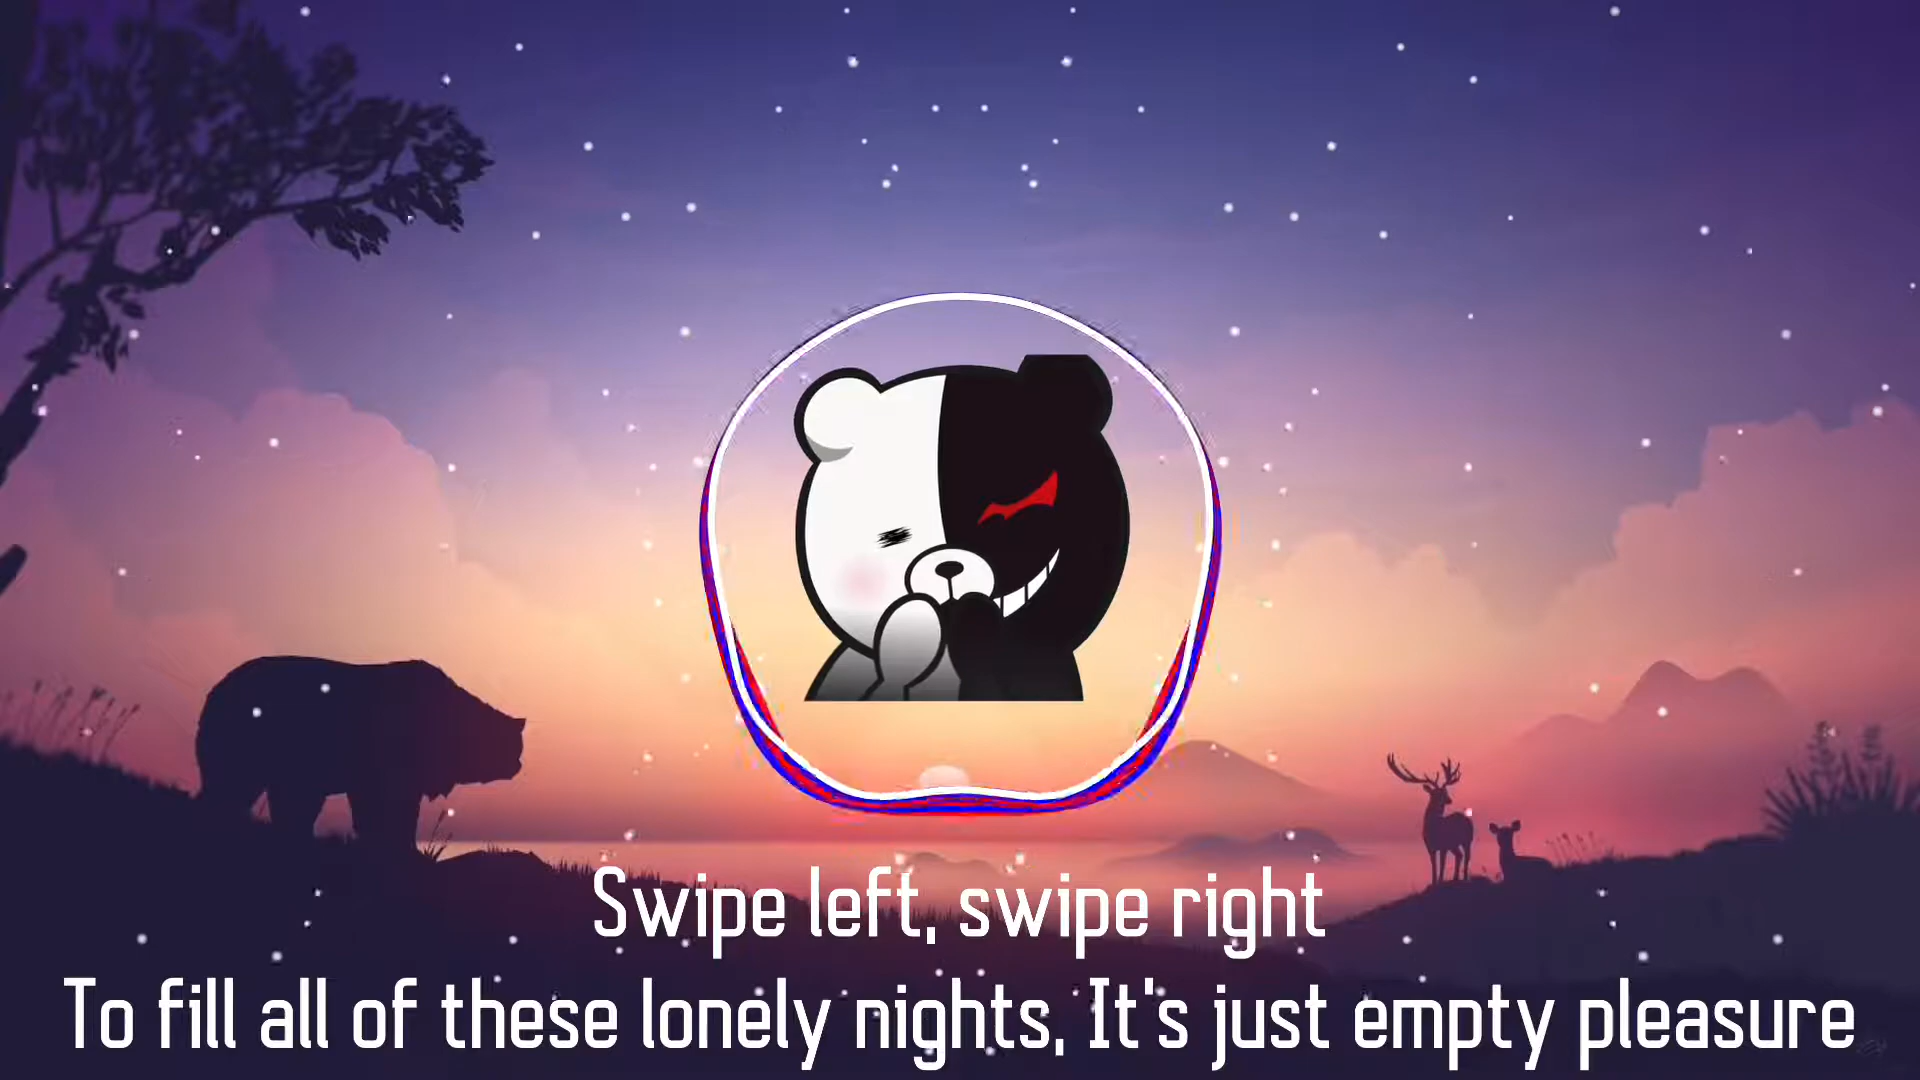 Swipe left, swipe right
To fill all of these lonely nights, It's just empty pleasure